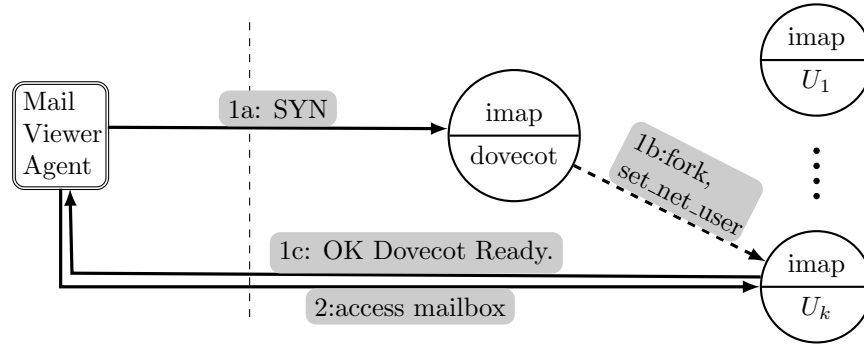 imap
U₁
Mail
Viewer
Agent
1a: SYN
imap
dovecot
1b:fork,
set_net_user
1c: OK Dovecot Ready.
2:access mailbox
imap
Uₖ